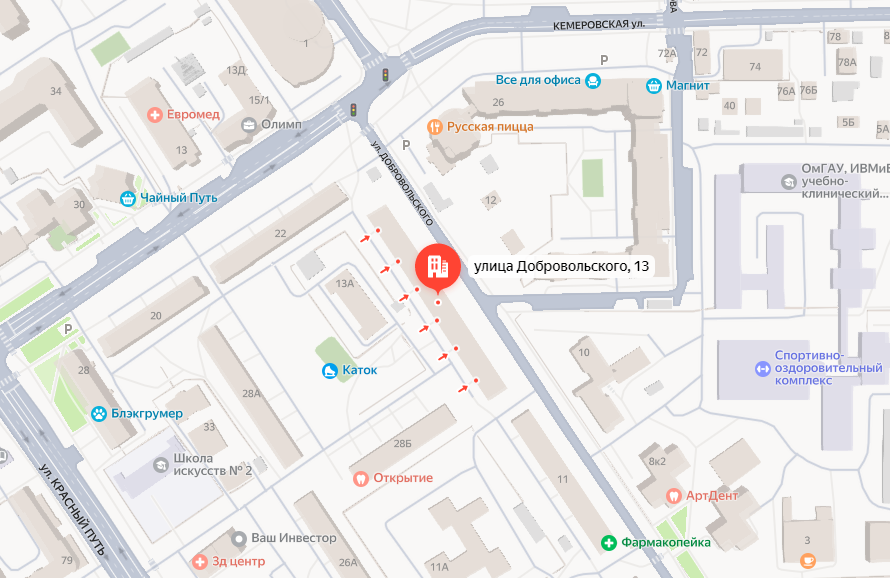 КЕМЕРОВСКАЯ ул.
1
13Д
34
15/1
Евромед
Олимп
13
Все для офиса
72А
72
Магнит
26
Русская пицца
P
P
78
78А
74
76А
76Б
40
5Б
5А
ул. ДОБРОВОЛЬСКОГО
Чайный Путь
30
22
12
ОмГАУ, ИВМиБ
учебно-
клинический...
улица Добровольского, 13
13А
20
P
28
28А
Каток
10
Спортивно-
оздоровительный
комплекс
Блэкгрумер
33
Школа
искусств № 2
28Б
Открытие
11
8к2
АртДент
ул. КРАСНЫЙ ПУТЬ
79
Ваш Инвестор
3д центр
26А
11А
Фармакопейка
3